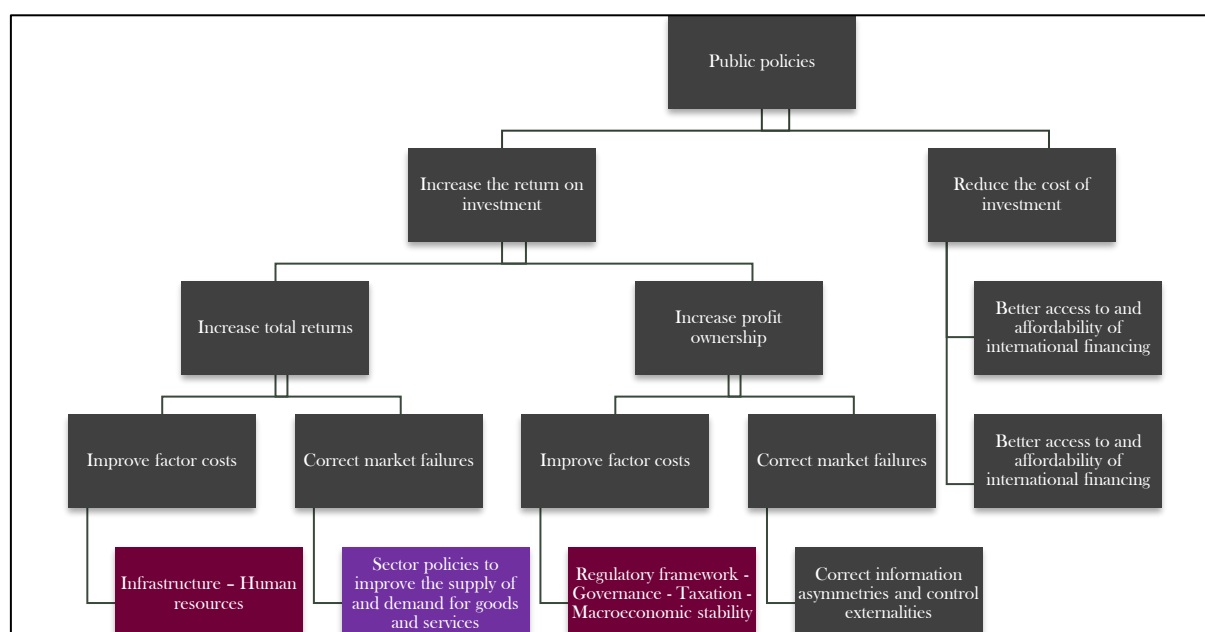 Public policies
Increase the return on
investment
Reduce the cost of
investment
Increase total returns
Increase profit
ownership
Better access to and
affordability of
international financing
Improve factor costs
Correct market failures
Improve factor costs
Correct market failures
Better access to and
affordability of
international financing
Infrastructure – Human
resources
Sector policies to
improve the supply of
and demand for goods
and services
Regulatory framework -
Governance - Taxation -
Macroeconomic stability
Correct information
asymmetries and control
externalities